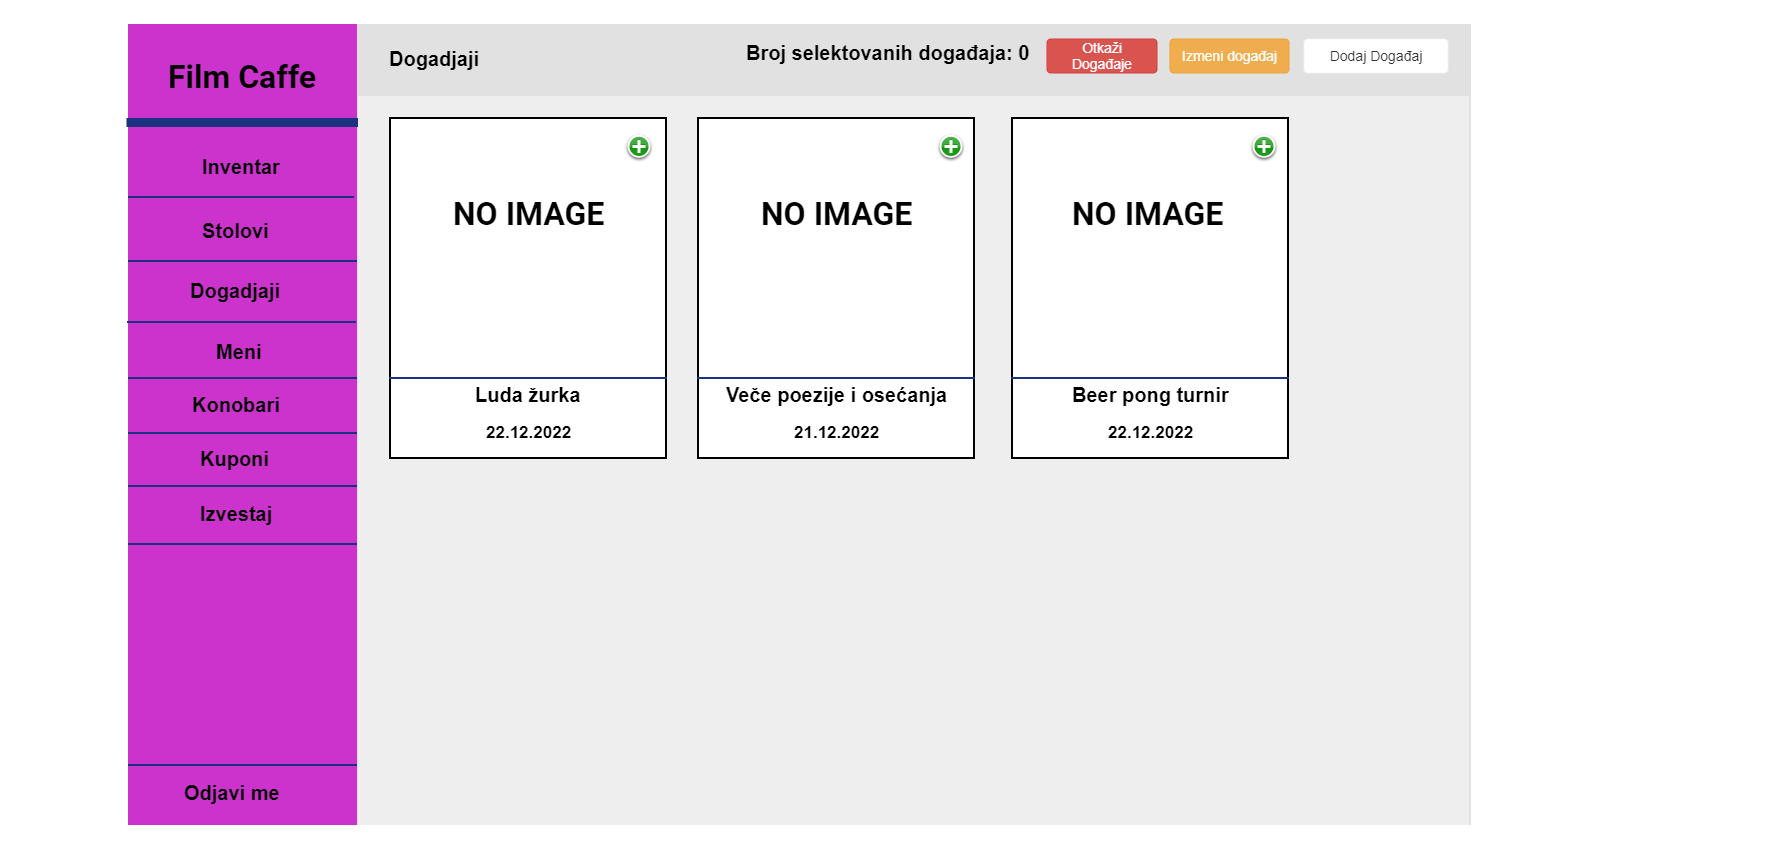 Film Caffe
Inventar
Stolovi
Dogadjaji
Meni
Konobari
Kuponi
Izvestaj
Odjavi me
Dogadjaji
Broj selektovanih događaja: 0
Otkaži
Događaje
Izmeni događaj
Dodaj Događaj
NO IMAGE
Luda žurka
22.12.2022
NO IMAGE
Veče poezije i osećanja
21.12.2022
NO IMAGE
Beer pong turnir
22.12.2022